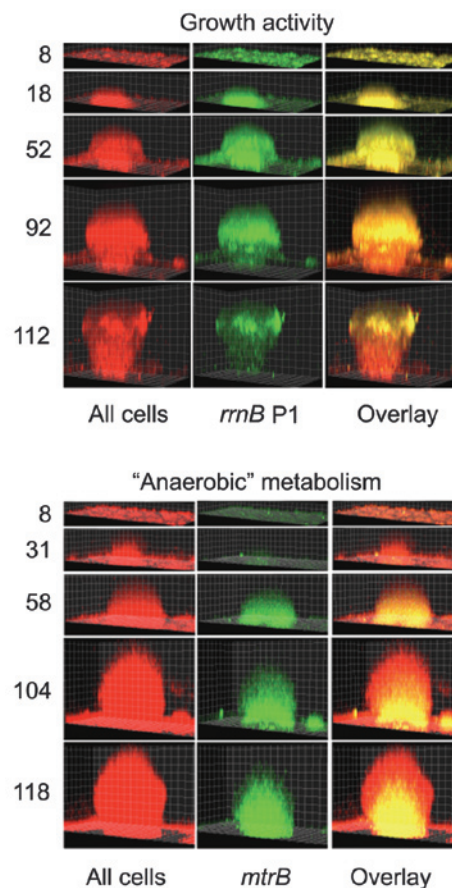 Growth activity
8
18
52
92
112
All cells rrnB P1 Overlay
"Anaerobic" metabolism
8
31
58
104
118
All cells mtrB Overlay